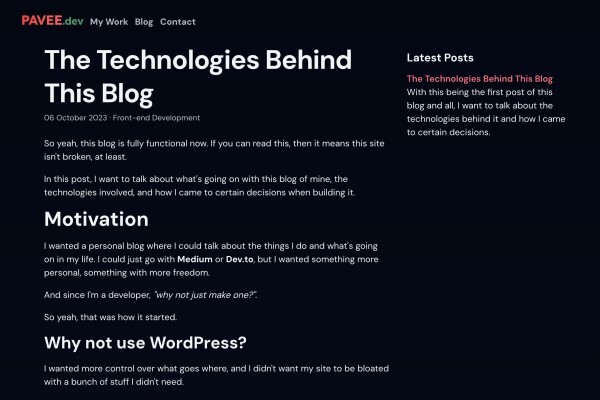 PAVEE.dev My Work Blog Contact
The Technologies Behind
This Blog
06 October 2023 · Front-end Development
So yeah, this blog is fully functional now. If you can read this, then it means this site
isn't broken, at least.
In this post, I want to talk about what's going on with this blog of mine, the
technologies involved, and how I came to certain decisions when building it.
Motivation
I wanted a personal blog where I could talk about the things I do and what's going
on in my life. I could just go with Medium or Dev.to, but I wanted something more
personal, something with more freedom.
And since I'm a developer, "why not just make one?".
So yeah, that was how it started.
Why not use WordPress?
I wanted more control over what goes where, and I didn't want my site to be bloated
with a bunch of stuff I didn't need.
Latest Posts
The Technologies Behind This Blog
With this being the first post of this
blog and all, I want to talk about the
technologies behind it and how I came
to certain decisions.